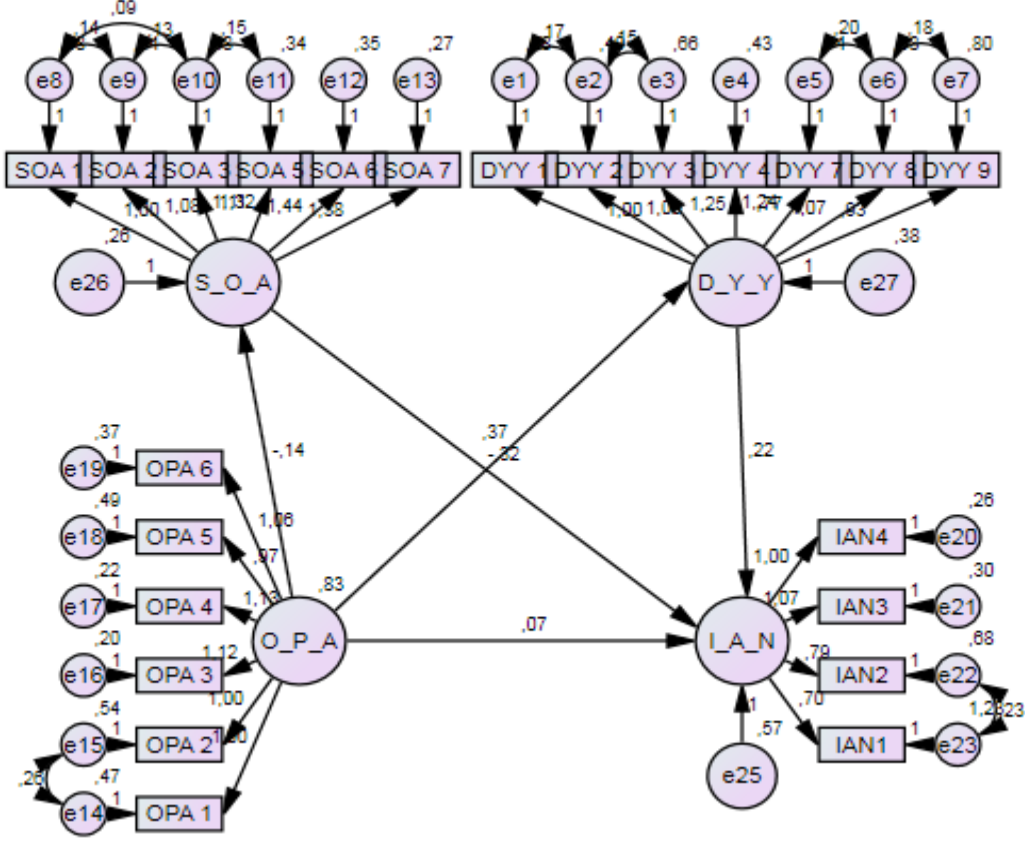 ,09
,14 ,13 ,15 ,34 ,35 ,27 ,17 ,15 ,66 ,43 ,20 ,18 ,80
e8 e9 e10 e11 e12 e13 e1 e2 e3 e4 e5 e6 e7
1 1 1 1 1 1 1 1 1 1 1 1 1
SOA 1 SOA 2 SOA 3 SOA 5 SOA 6 SOA 7 DYY 1 DYY 2 DYY 3 DYY 4 DYY 7 DYY 8 DYY 9
1,00 1,08 1,44 1,38 1,00 1,25 1,24 ,77 1,07 ,93
,26 ,38
e26 1 S_O_A D_Y_Y 1 e27
,37
-,32
-,14 ,22
,37
e19 1 OPA 6
,49 1,06 ,26
e18 1 OPA 5 IAN4 1 e20
,97 1,00
,22 1,13 ,83 1,07 ,30
e17 1 OPA 4 IAN3 1 e21
,20 ,07 ,68
O_P_A I_A_N
1,12 ,79
e16 1 OPA 3 IAN2 1 e22
,54 1,00 ,70 1,23
e15 1 OPA 2 IAN1 1 e23
1
,57
,47
e25
e14 1 OPA 1